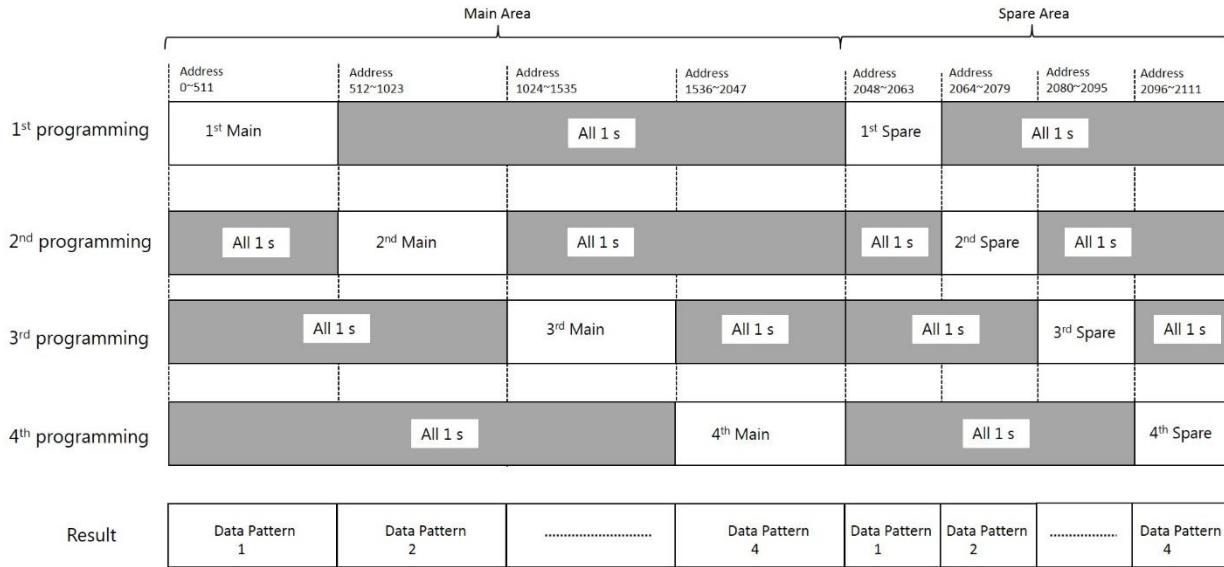 Main Area
Spare Area
Address
0~511
Address
512~1023
Address
1024~1535
Address
1536~2047
Address
2048~2063
Address
2064~2079
Address
2080~2095
Address
2096~2111
1st programming
1st Main
All 1 s
1st Spare
All 1 s
2nd programming
All 1 s
2nd Main
All 1 s
All 1 s
2nd Spare
All 1 s
3rd programming
All 1 s
3rd Main
All 1 s
All 1 s
3rd Spare
All 1 s
4th programming
All 1 s
4th Main
All 1 s
4th Spare
Result
Data Pattern
1
Data Pattern
2
............................
Data Pattern
4
Data Pattern
1
Data Pattern
2
.....................
Data Pattern
4